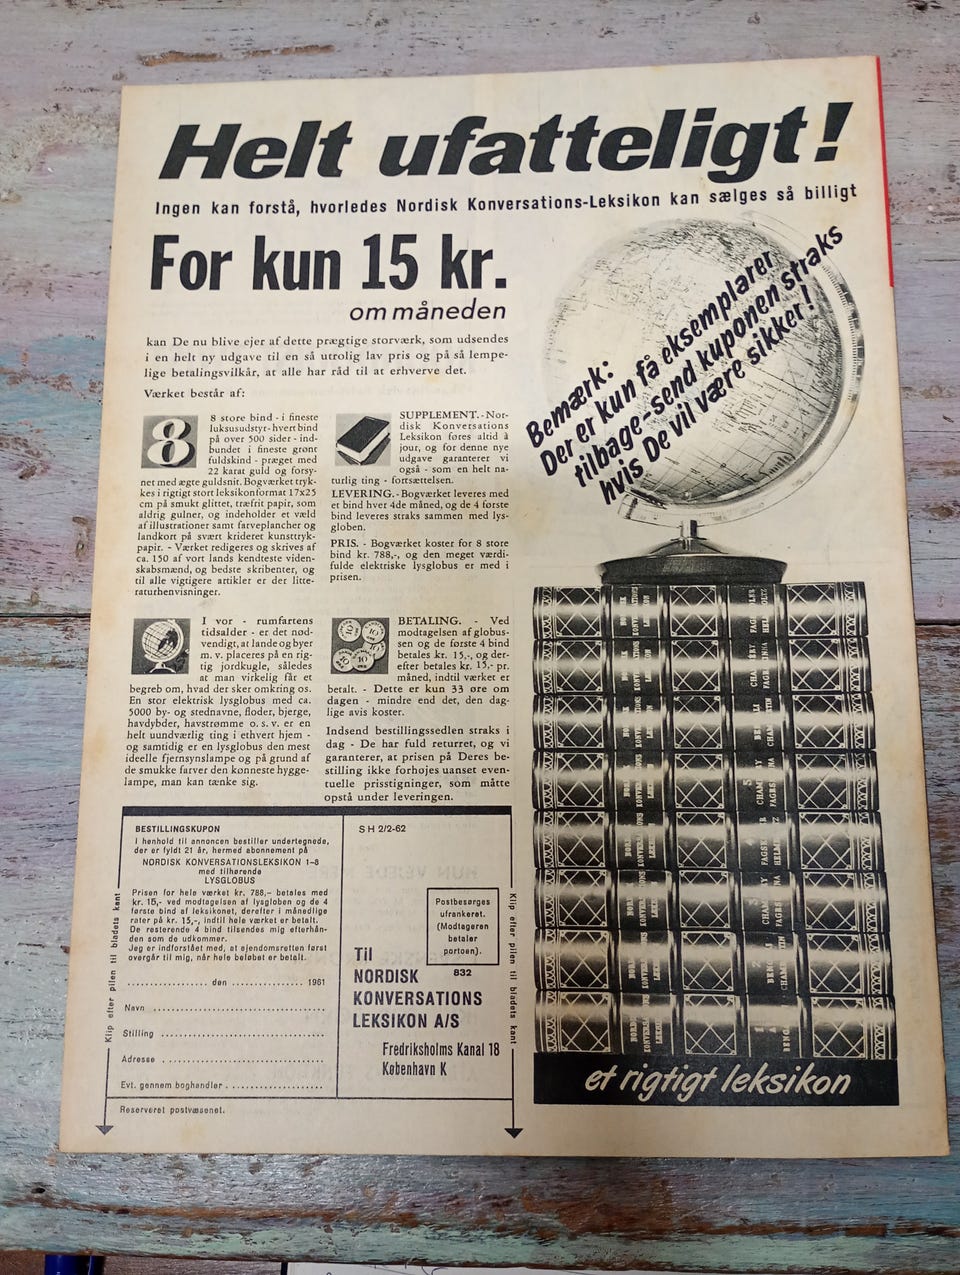 Helt ufatteligt!
Ingen kan forstå, hvorledes Nordisk Konversations-Leksikon kan sælges så billigt
For kun 15 kr.
om måneden
kan De nu blive ejer af dette prægtige storværk, som udsendes
i en helt ny udgave til en så utrolig lav pris og på så lempe-
lige betalingsvilkår, at alle har råd til at erhverve det.
Værket består af:
8
8 store bind - i fineste
luksusudstyr - hvert bind
på over 500 sider - ind-
bundet i fineste grønt
fuldskind - præget med
22 karat guld og forsy-
net med ægte guldsnit. Bogværket tryk-
kes i rigtigt stort leksikonformat 17x25
cm på smukt glittet, træfrit papir, som
aldrig gulner, og indeholder et væld
af illustrationer samt farveplancher og
landkort på svært krideret kunsttryk-
papir. - Værket redigeres og skrives af
ca. 150 af vort lands kendteste viden-
skabsmænd, og bedste skribenter, og
til alle vigtigere artikler er der litte-
raturhenvisninger.
I vor - rumfartens
tidsalder - er det nød-
vendigt, at lande og byer
m. v. placeres på en rig-
tig jordkugle, således
at man virkelig får et
begreb om, hvad der sker omkring os.
En stor elektrisk lysglobus med ca.
5000 by- og stednavne, floder, bjerge,
havdybder, havstrømme o. s. v. er en
helt uundværlig ting i ethvert hjem -
og samtidig er en lysglobus den mest
ideelle fjernsynslampe og på grund af
de smukke farver den kønneste hygge-
lampe, man kan tænke sig.
SUPPLEMENT. - Nor-
disk Konversations
Leksikon føres altid à
jour, og for denne nye
udgave garanterer vi
også - som en helt na-
turlig ting - fortsættelsen.
LEVERING. - Bogværket leveres med
et bind hver 4de måned, og de 4 første
bind leveres straks sammen med lys-
globen.
PRIS. - Bogværket koster for 8 store
bind kr. 788,-, og den meget værdi-
fulde elektriske lysglobus er med i
prisen.
BETALING. - Ved
modtagelsen af globus-
sen og de første 4 bind
betales kr. 15,-, og der-
efter betales kr. 15,- pr.
måned, indtil værket er
betalt. - Dette er kun 33 øre om
dagen - mindre end det, den dag-
lige avis koster.
Indsend bestillingssedlen straks i
dag - De har fuld returret, og vi
garanterer, at prisen på Deres be-
stilling ikke forhøjes uanset even-
tuelle prisstigninger, som måtte
opstå under leveringen.
Bemærk:
Der er kun få eksemplarer
tilbage - send kuponen straks
hvis De vil være sikker!
et rigtigt leksikon
BESTILLINGSKUPON
I henhold til annoncen bestiller undertegnede,
der er fyldt 21 år, hermed abonnement på
NORDISK KONVERSATIONSLEKSIKON 1-8
med tilhørende
LYSGLOBUS
Prisen for hele værket kr. 788,- betales med
kr. 15,- ved modtagelsen af lysgloben og de 4
første bind af leksikonet, derefter i månedlige
rater på kr. 15,-, indtil hele værket er betalt.
De resterende 4 bind tilsendes mig efterhån-
den som de udkommer.
Jeg er indforstået med, at ejendomsretten først
overgår til mig, når hele beløbet er betalt.
den 1961
Navn
Stilling
Adresse
Evt. gennem boghandler
Reserveret postvæsenet.
Klip efter pilen til bladets kant
SH 2/2-62
Postbesørges
ufrankeret.
(Modtageren
betaler
portoen).
832
Til
NORDISK
KONVERSATIONS
LEKSIKON A/S
Fredriksholms Kanal 18
København K
Klip efter pilen til bladets kant